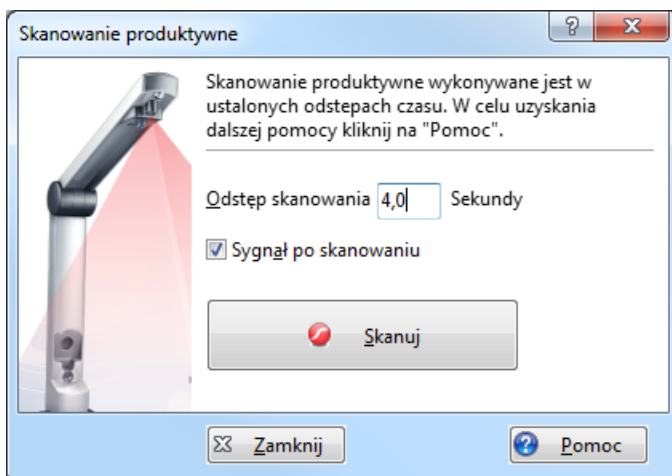 Skanowanie produktywne
Skanowanie produktywne wykonywane jest w
ustalonych odstepach czasu. W celu uzyskania
dalszej pomocy kliknij na "Pomoc".
Odstęp skanowania 4,0 Sekundy
Sygnał po skanowaniu
Skanuj
Zamknij Pomoc